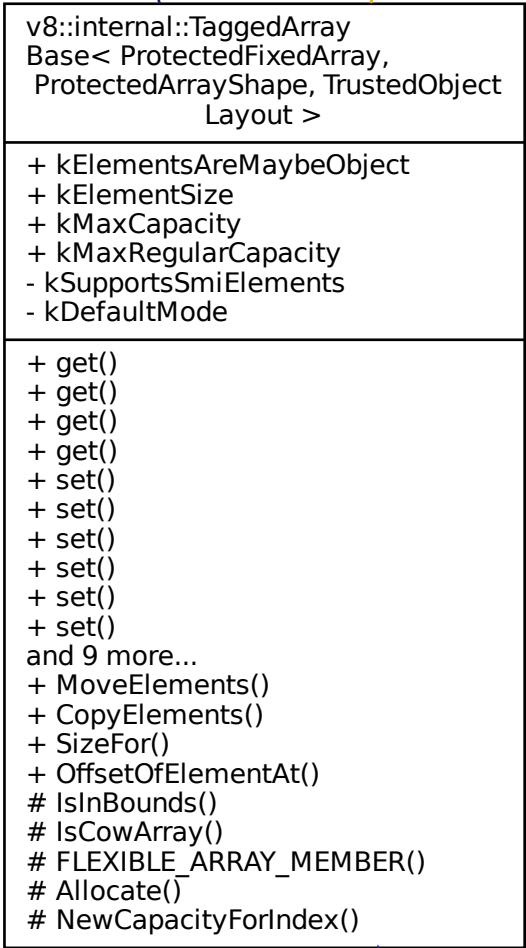 v8::internal::TaggedArray
Base< ProtectedFixedArray,
ProtectedArrayShape, TrustedObject
Layout >
+ kElementsAreMaybeObject
+ kElementSize
+ kMaxCapacity
+ kMaxRegularCapacity
- kSupportsSmiElements
- kDefaultMode
+ get()
+ get()
+ get()
+ get()
+ set()
+ set()
+ set()
+ set()
+ set()
+ set()
and 9 more...
+ MoveElements()
+ CopyElements()
+ SizeFor()
+ OffsetOfElementAt()
# IsInBounds()
# IsCowArray()
# FLEXIBLE_ARRAY_MEMBER()
# Allocate()
# NewCapacityForIndex()